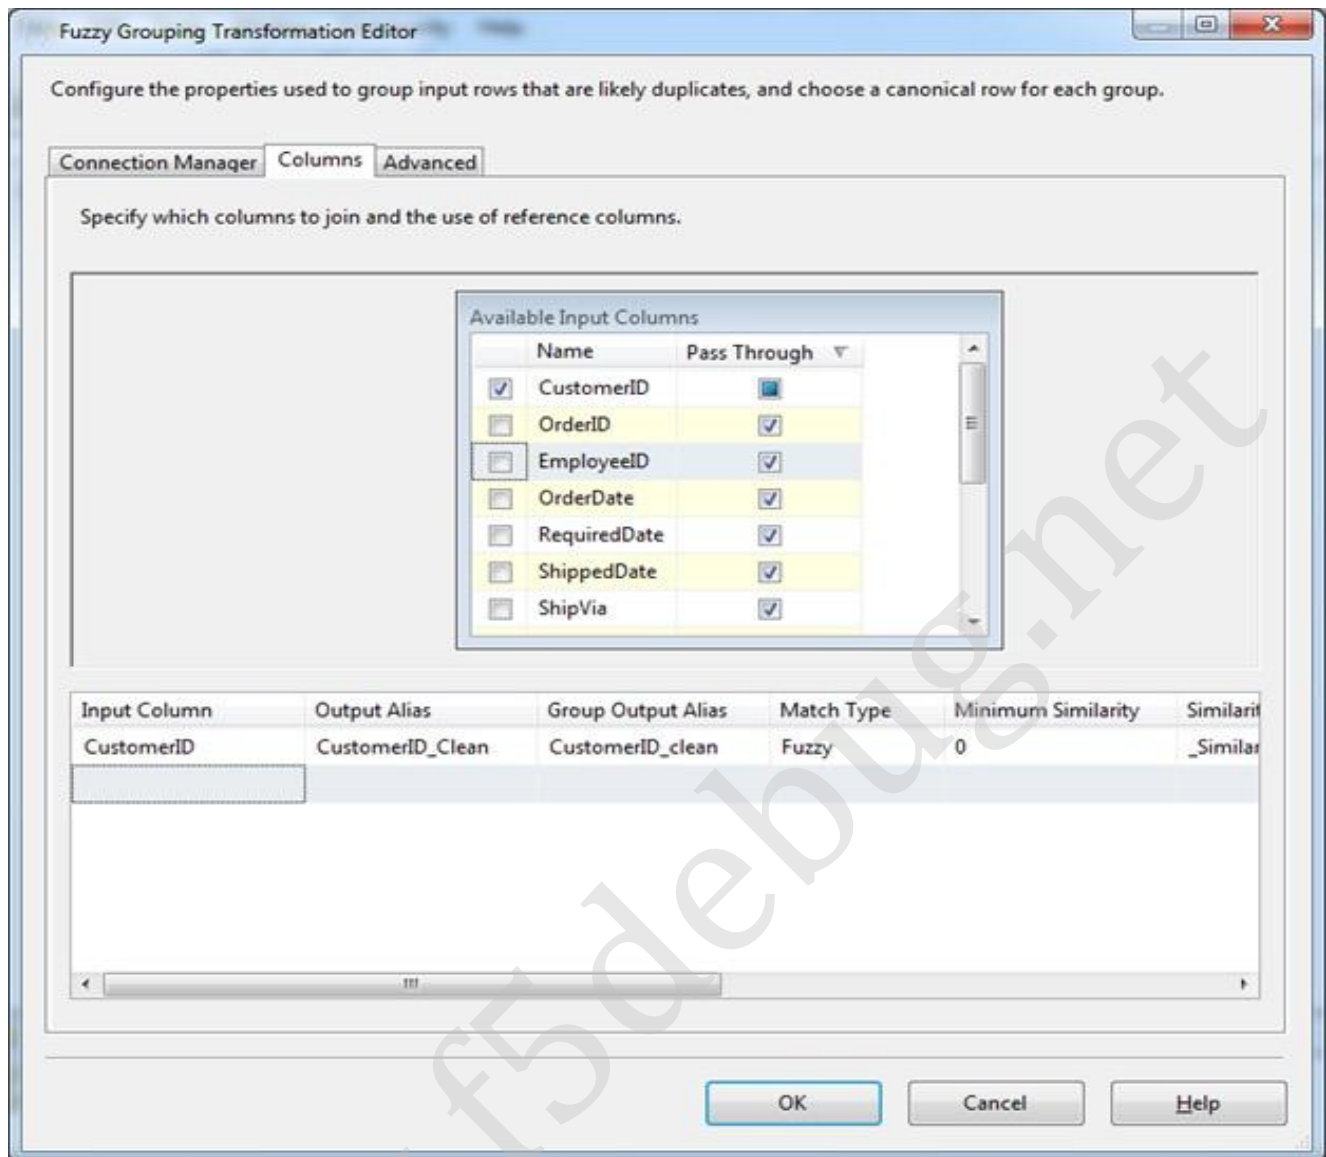 Fuzzy Grouping Transformation Editor
Configure the properties used to group input rows that are likely duplicates, and choose a canonical row for each group.
Connection Manager Columns Advanced
Specify which columns to join and the use of reference columns.
Available Input Columns
Name Pass Through
CustomerID
OrderID
EmployeeID
OrderDate
RequiredDate
ShippedDate
ShipVia
Input Column Output Alias Group Output Alias Match Type Minimum Similarity Similarit
CustomerID CustomerID_Clean CustomerID_clean Fuzzy 0 _Similar
OK Cancel Help
f5debug.net